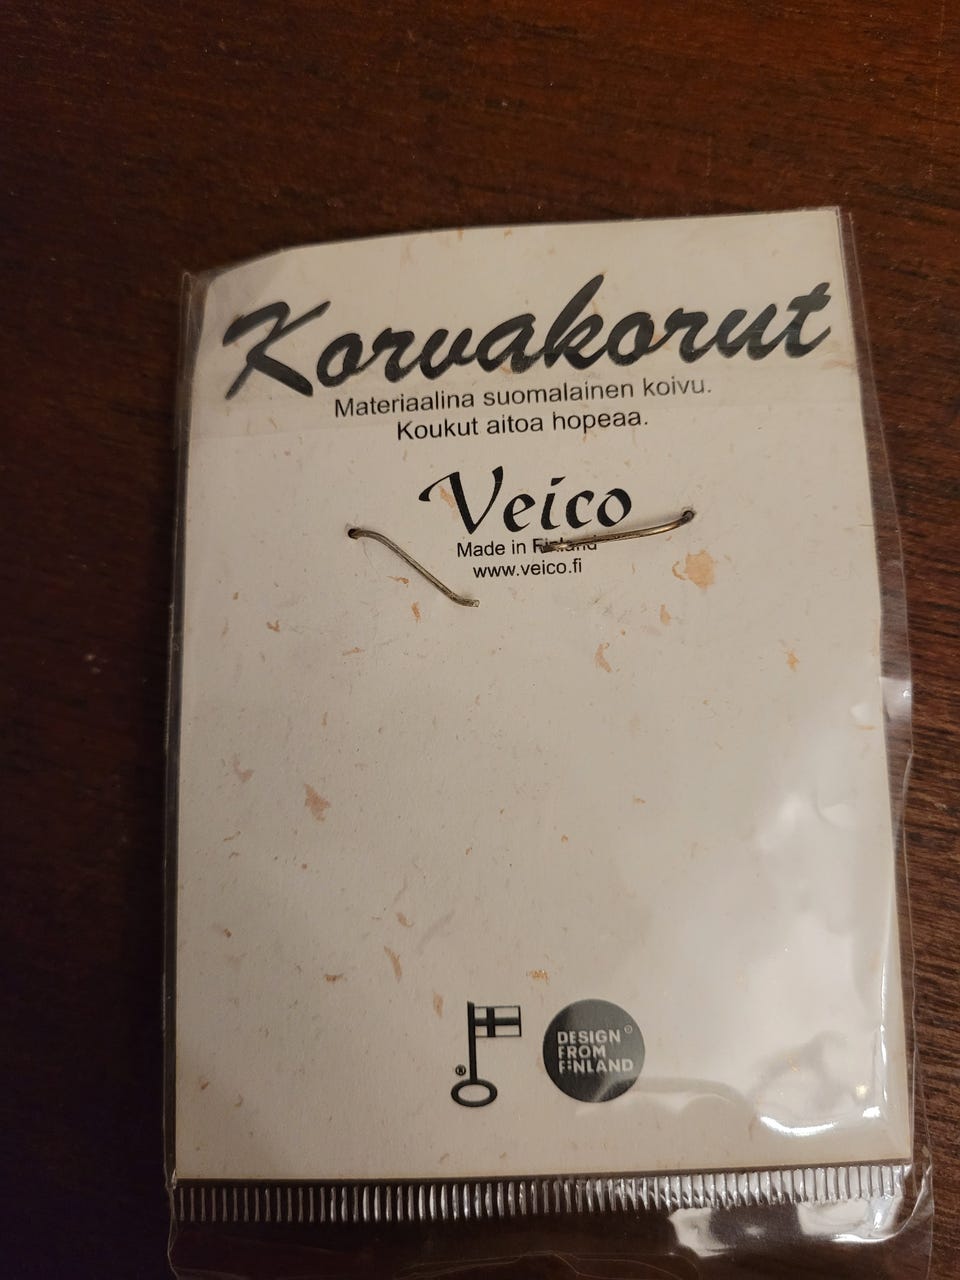 Korvakorut
Materiaalina suomalainen koivu.
Koukut aitoa hopeaa.
Veico
Made in Finland
www.veico.fi
®
DESIGN
FROM
FINLAND